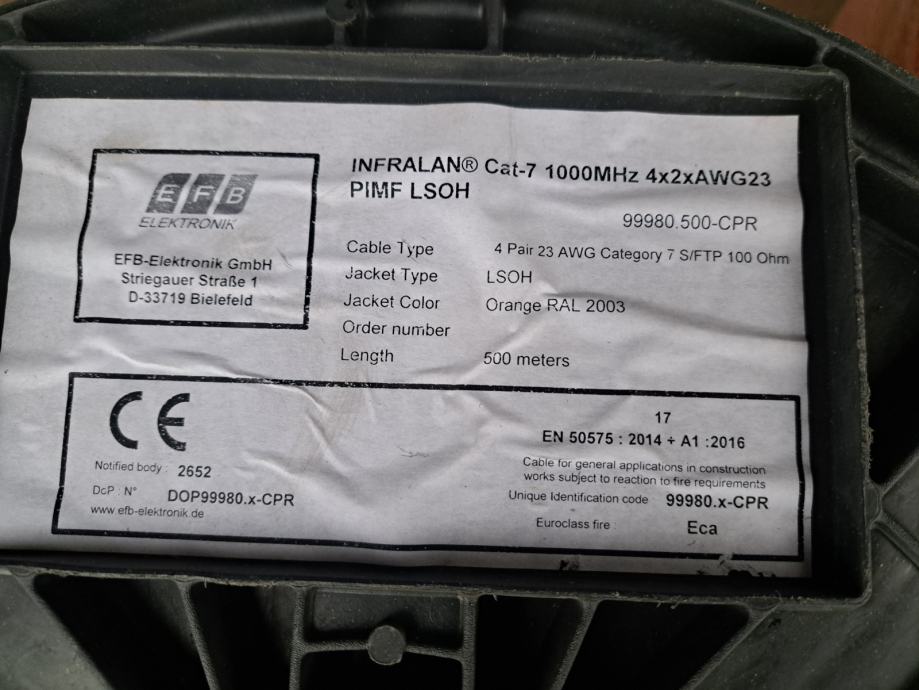 EFB
ELEKTRONIK
EFB-Elektronik GmbH
Striegauer Straße 1
D-33719 Bielefeld
INFRALAN® Cat-7 1000MHz 4x2xAWG23
PIMF LSOH
99980.500-CPR
Cable Type 4 Pair 23 AWG Category 7 S/FTP 100 Ohm
Jacket Type LSOH
Jacket Color Orange RAL 2003
Order number
Length 500 meters
CE
Notified body : 2652
DcP : N° DOP99980.x-CPR
www.efb-elektronik.de
17
EN 50575 : 2014 + A1 :2016
Cable for general applications in construction
works subject to reaction to fire requirements
Unique Identification code 99980.x-CPR
Euroclass fire : Eca